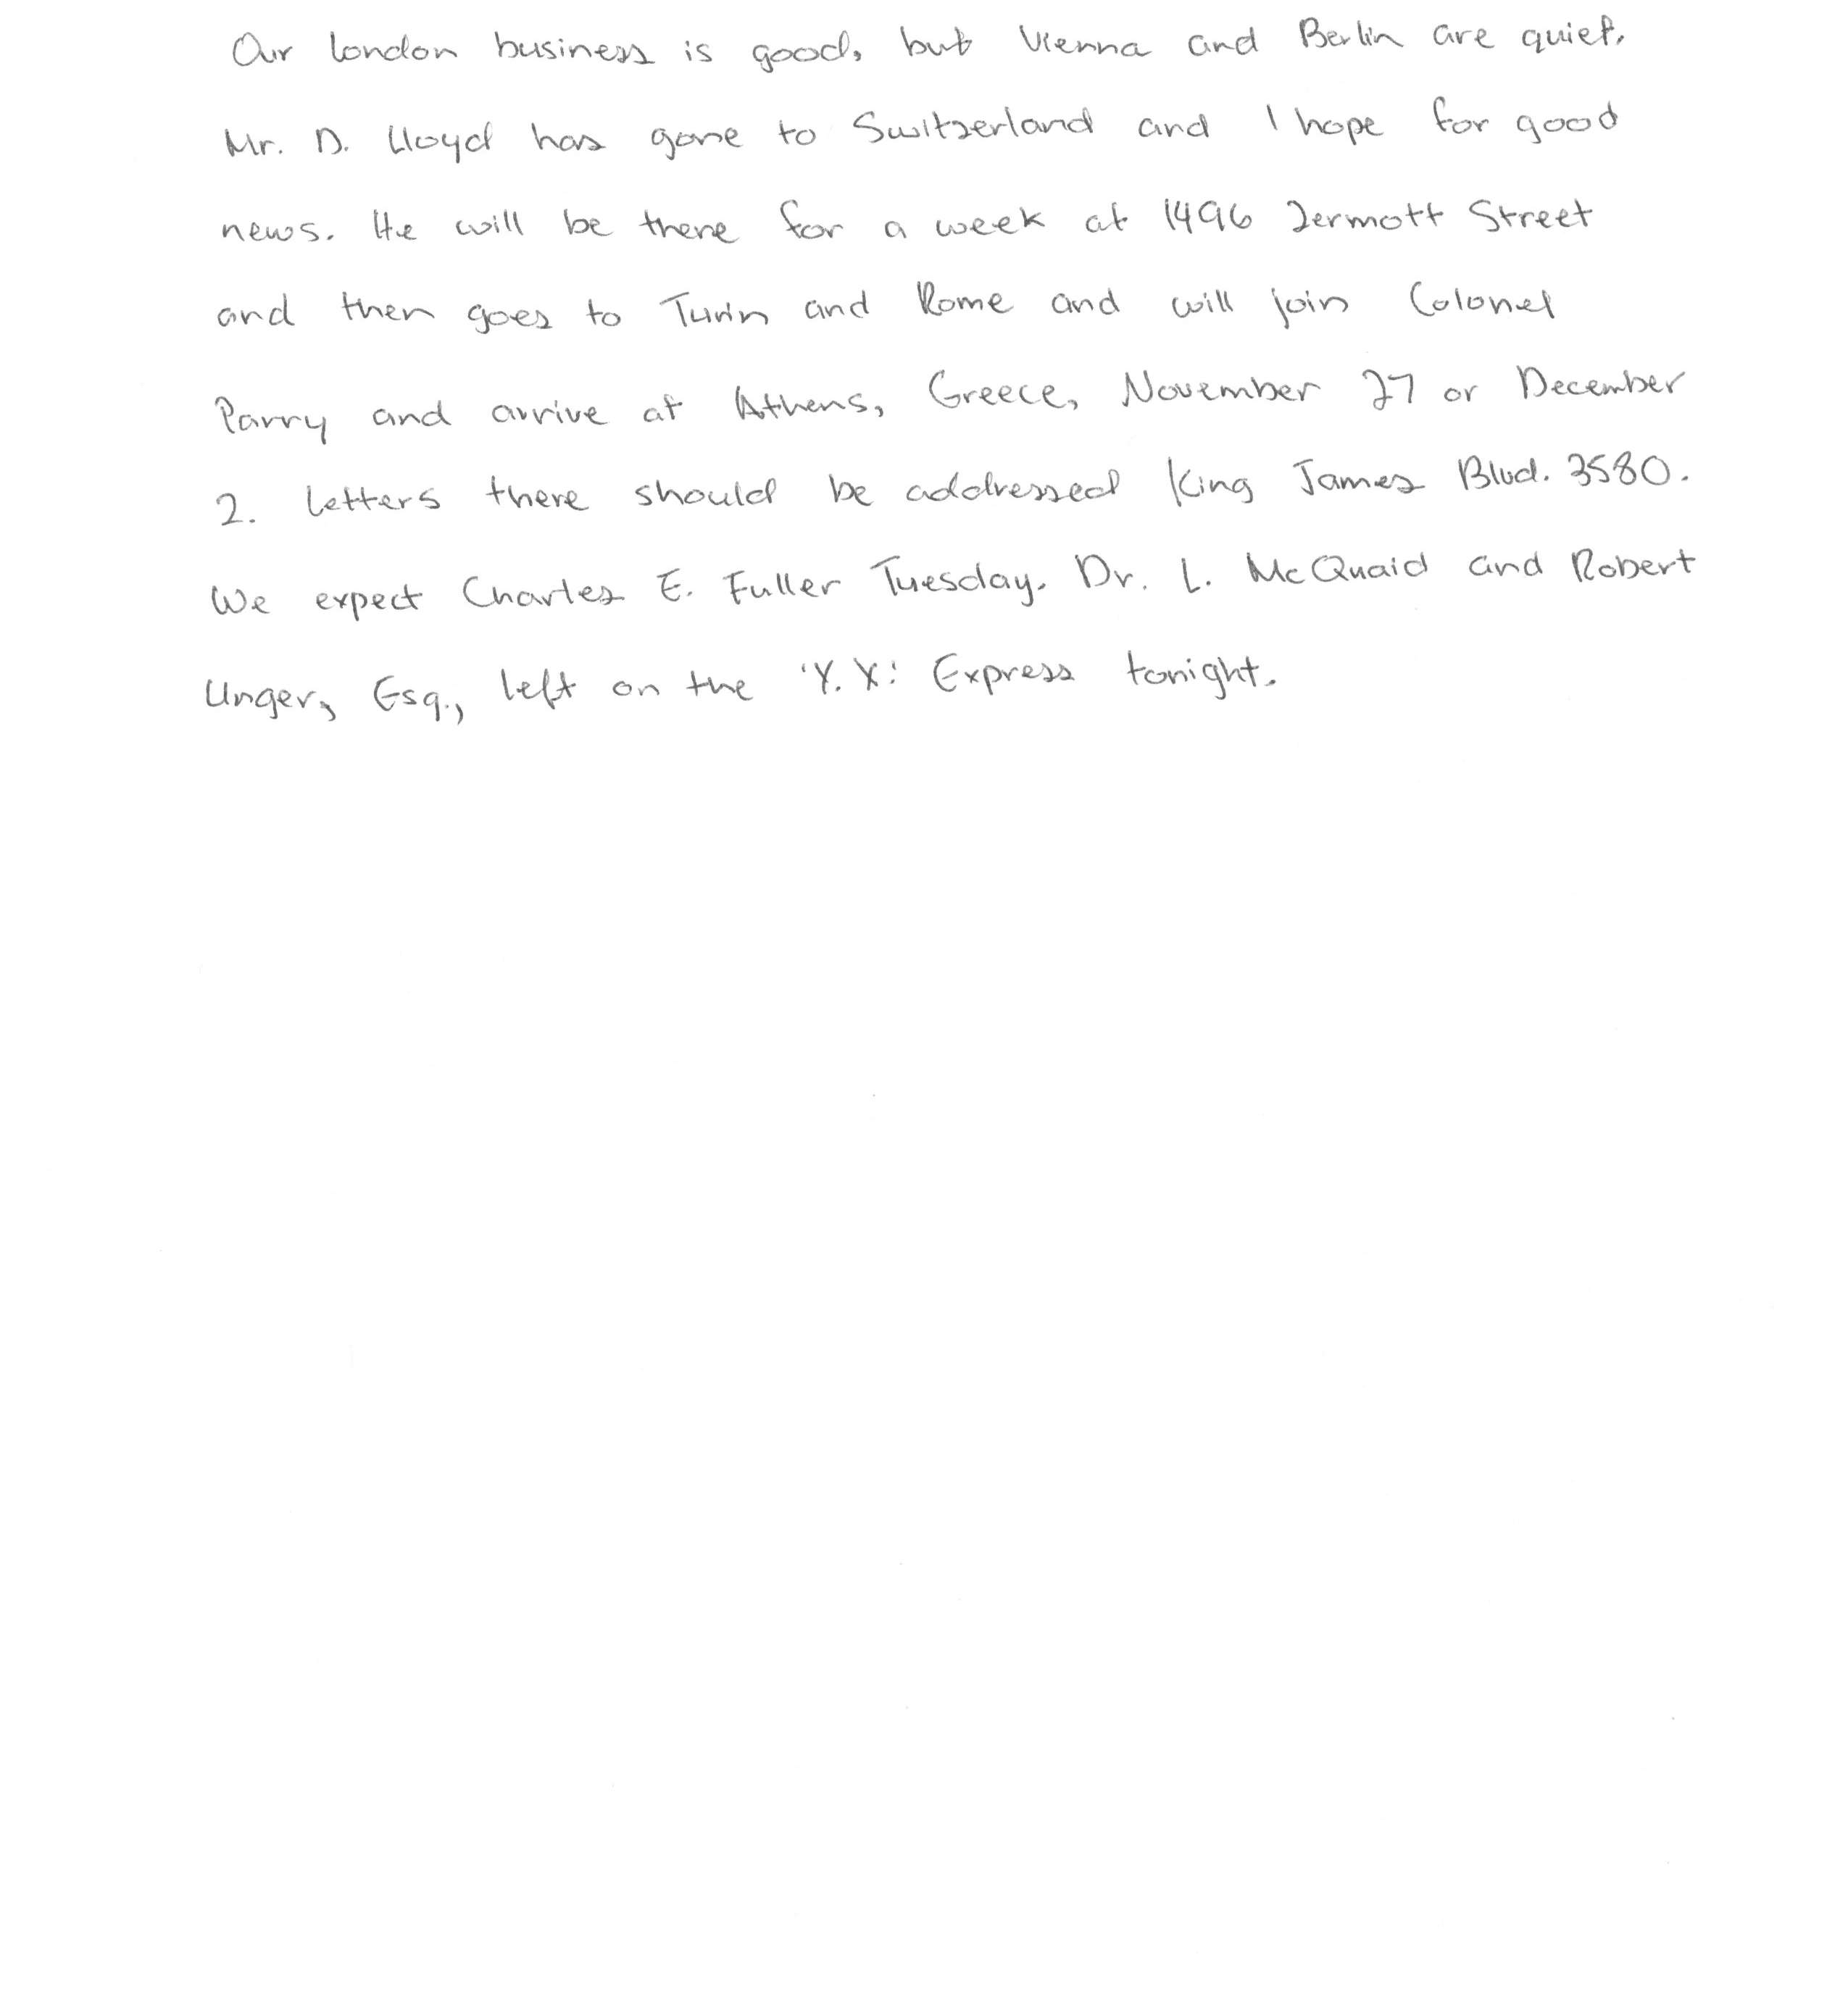 Our London business is good, but Vienna and Berlin are quiet.
Mr. D. Lloyd has gone to Switzerland and I hope for good
news. He will be there for a week at 1496 Zermott Street
and then goes to Turin and Rome and will join Colonel
Parry and arrive at Athens, Greece, November 27 or December
2. Letters there should be addressed King James Blvd. 3580.
We expect Charles E. Fuller Tuesday. Dr. L. McQuaid and Robert
Unger, Esq., left on the 'Y.X.' Express tonight.